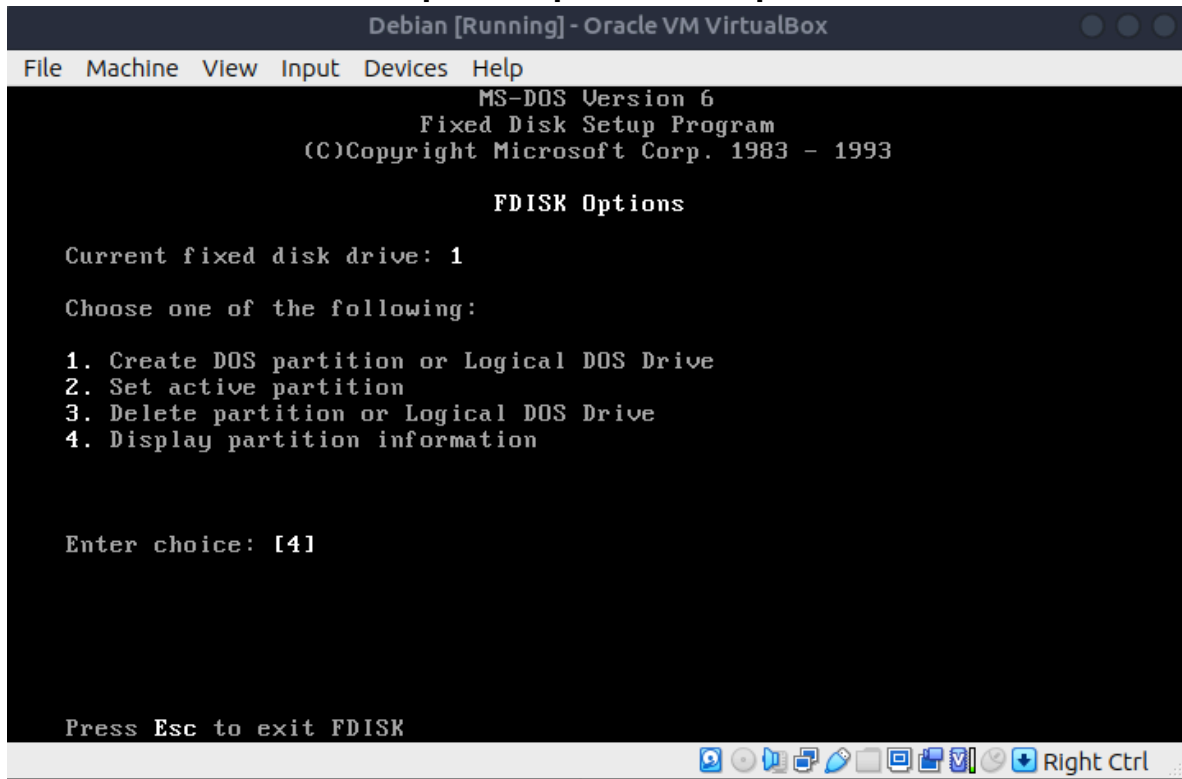 Debian [Running] - Oracle VM VirtualBox
File Machine View Input Devices Help
MS-DOS Version 6
Fixed Disk Setup Program
(C)Copyright Microsoft Corp. 1983 - 1993
FDISK Options
Current fixed disk drive: 1
Choose one of the following:
1. Create DOS partition or Logical DOS Drive
2. Set active partition
3. Delete partition or Logical DOS Drive
4. Display partition information
Enter choice: [4]
Press Esc to exit FDISK
Right Ctrl